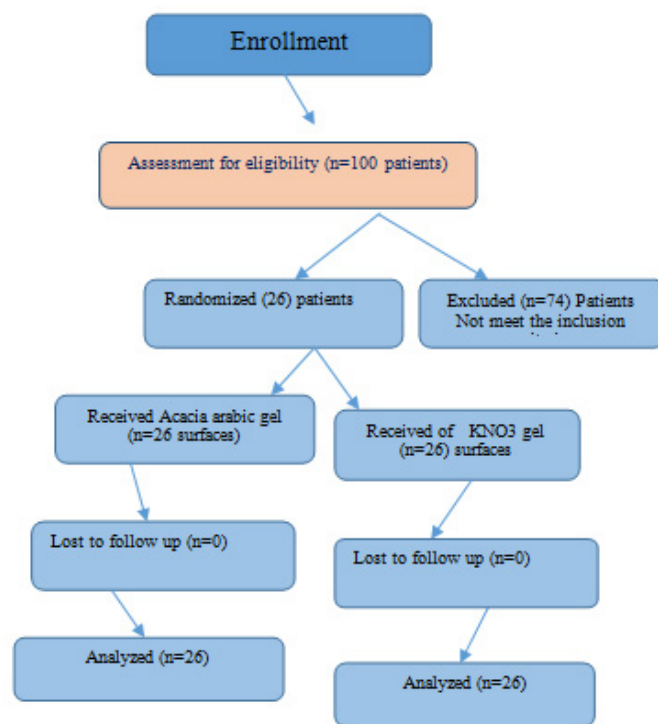 Enrollment
Assessment for eligibility (n=100 patients)
Randomized (26) patients
Excluded (n=74) Patients
Not meet the inclusion
Received Acacia arabic gel
(n=26 surfaces)
Received of KNO3 gel
(n=26) surfaces
Lost to follow up (n=0)
Lost to follow up (n=0)
Analyzed (n=26)
Analyzed (n=26)